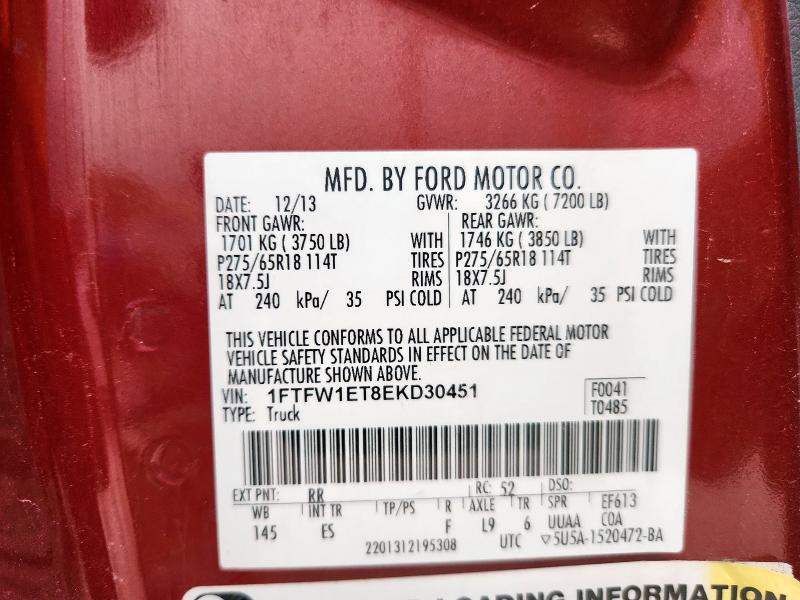 MFD. BY FORD MOTOR CO.
DATE: 12/13 GVWR: 3266 KG ( 7200 LB)
FRONT GAWR: REAR GAWR:
1701 KG ( 3750 LB) WITH 1746 KG ( 3850 LB) WITH
P275/65R18 114T TIRES P275/65R18 114T TIRES
18X7.5J RIMS 18X7.5J RIMS
AT 240 kPa/ 35 PSI COLD AT 240 kPa/ 35 PSI COLD
THIS VEHICLE CONFORMS TO ALL APPLICABLE FEDERAL MOTOR
VEHICLE SAFETY STANDARDS IN EFFECT ON THE DATE OF
MANUFACTURE SHOWN ABOVE.
VIN: 1FTFW1ET8EKD30451 F0041
TYPE: Truck T0485
EXT PNT: RR RC: 52 DSO:
WB INT TR TP/PS R AXLE TR SPR EF613
145 ES F L9 6 UUAA COA
2201312195308 UTC ▽5U5A-1520472-BA
LOADING INFORMATION